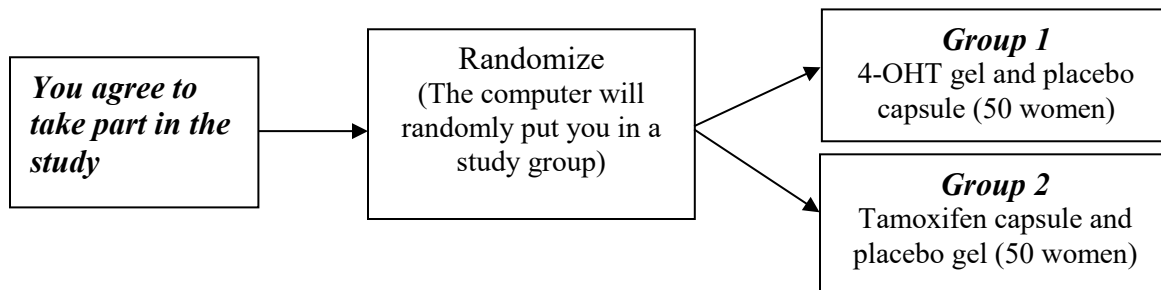 You agree to
take part in the
study
Randomize
(The computer will
randomly put you in a
study group)
Group 1
4-OHT gel and placebo
capsule (50 women)
Group 2
Tamoxifen capsule and
placebo gel (50 women)